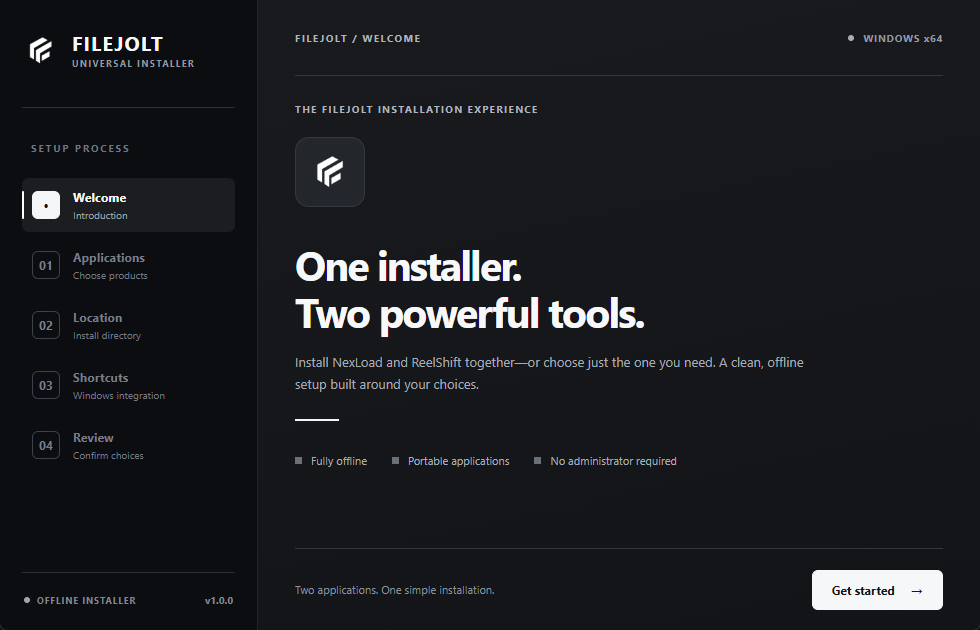 FILEJOLT
UNIVERSAL INSTALLER
SETUP PROCESS
Welcome
Introduction
01
Applications
Choose products
02
Location
Install directory
03
Shortcuts
Windows integration
04
Review
Confirm choices
OFFLINE INSTALLER
v1.0.0
FILEJOLT / WELCOME
WINDOWS x64
THE FILEJOLT INSTALLATION EXPERIENCE
One installer.
Two powerful tools.
Install NexLoad and ReelShift together—or choose just the one you need. A clean, offline
setup built around your choices.
Fully offline
Portable applications
No administrator required
Two applications. One simple installation.
Get started →